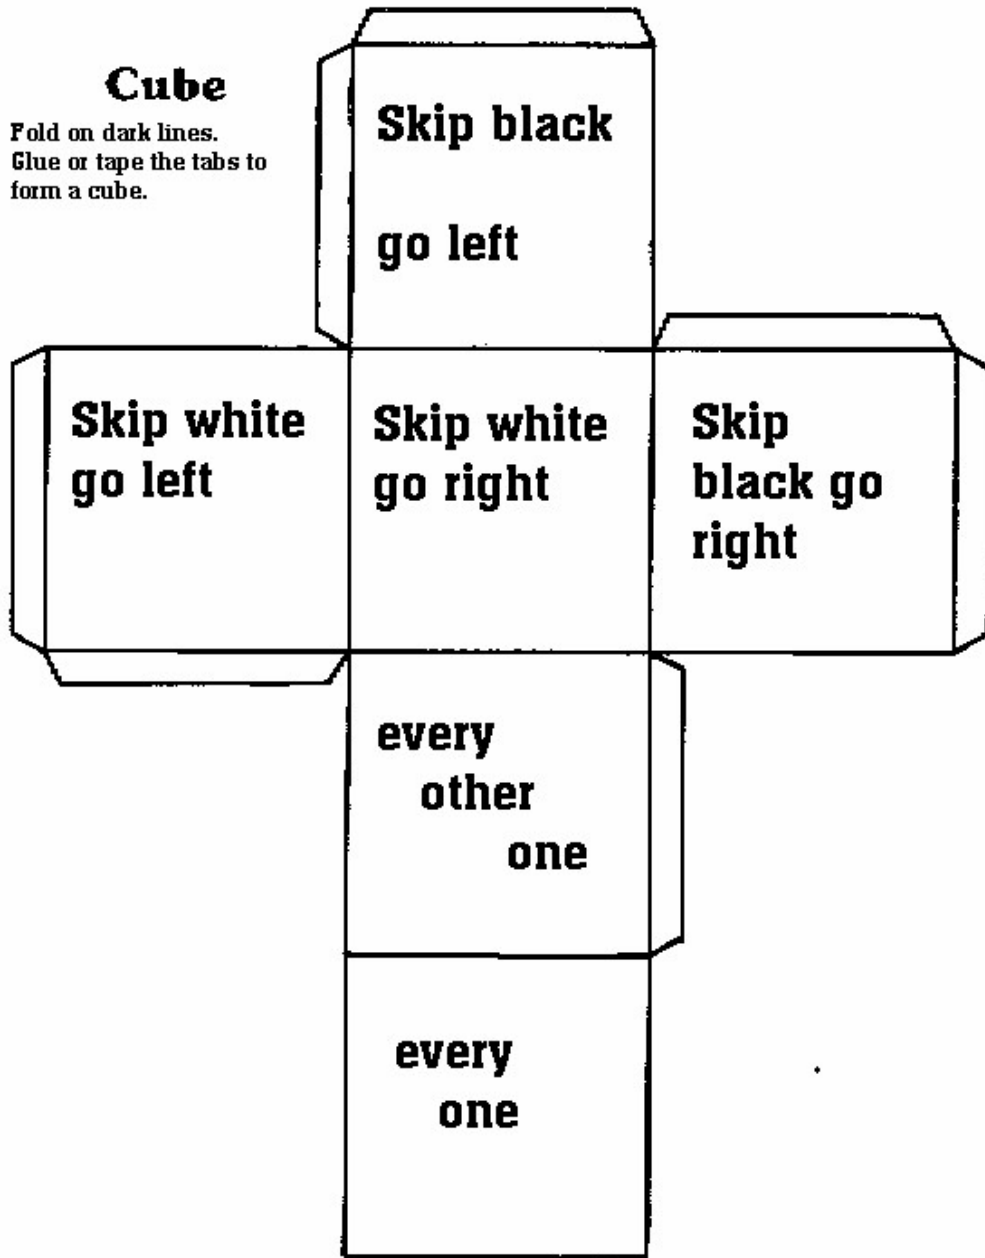 Cube
Fold on dark lines.
Glue or tape the tabs to
form a cube.
Skip black
go left
Skip white
go left
Skip white
go right
Skip
black go
right
every
other
one
every
one